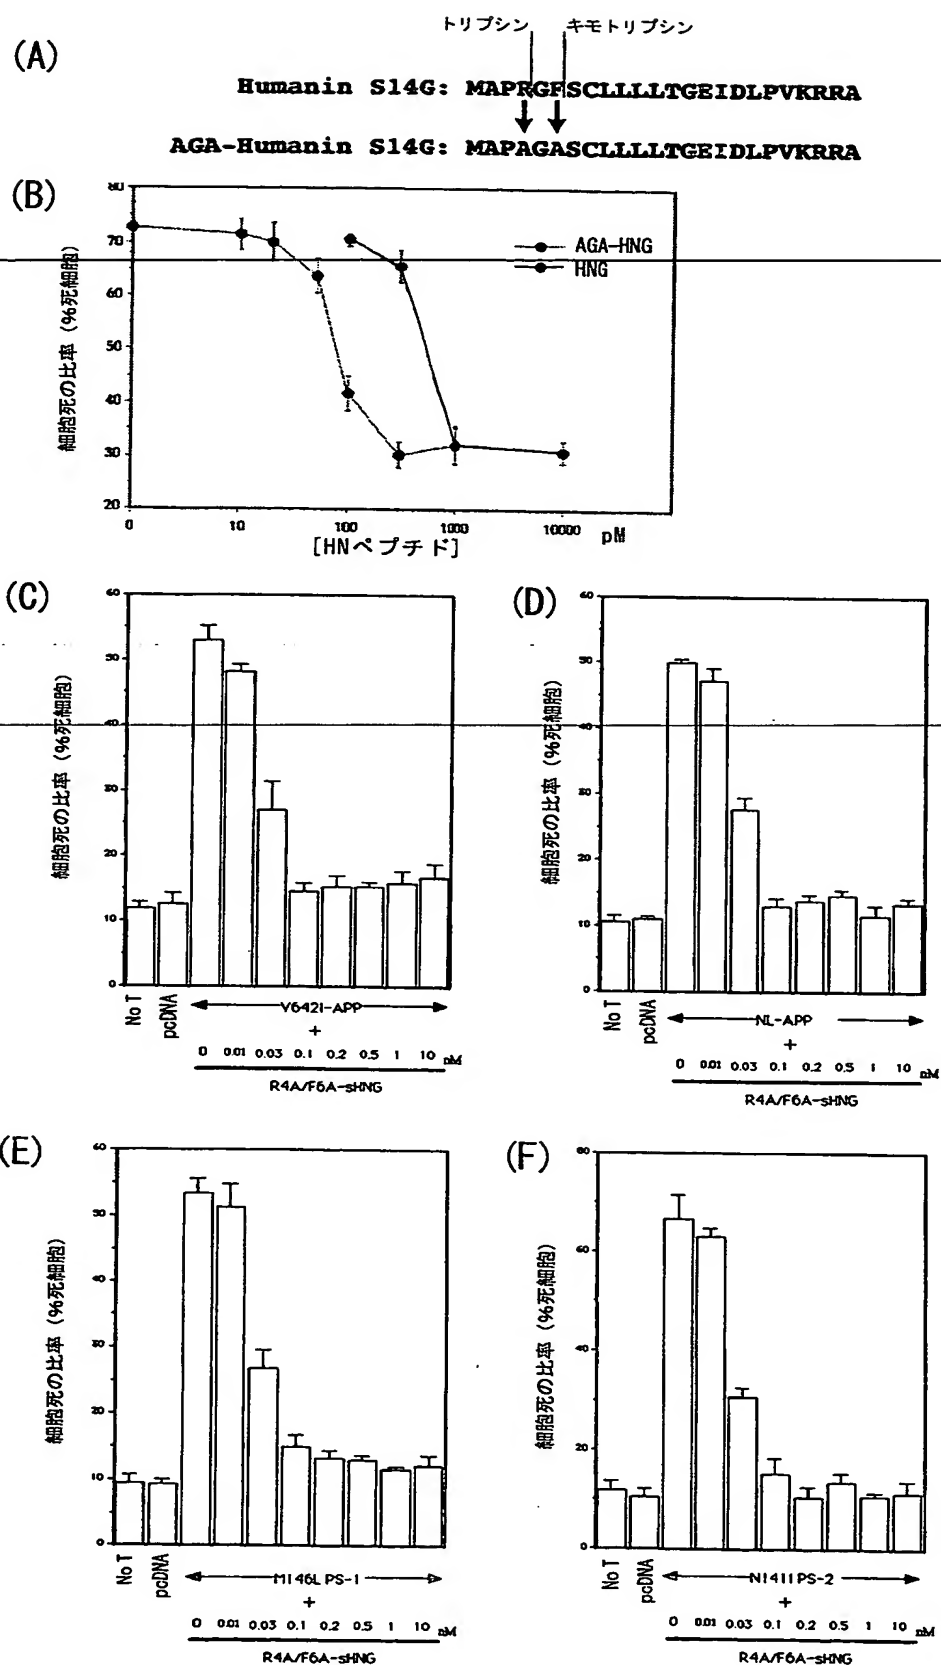 トリプシン キモトリプシン
(A)
Humanin S14G: MAPRGFSCLLLLTGEIDLPVKRRA
AGA-Humanin S14G: MAPAGASCLLLLTGEIDLPVKRRA
(B)
細胞死の比率 (%死細胞)
80
70
60
50
40
30
20
AGA-HNG
HNG
0 10 100 1000 10000 pM
[HNペプチド]
(C)
細胞死の比率 (%死細胞)
60
50
40
30
20
10
0
No T
pcDNA
V642I-APP
+
0 0.01 0.03 0.1 0.2 0.5 1 10 nM
R4A/F6A-sHNG
(D)
細胞死の比率 (%死細胞)
60
50
40
30
20
10
0
No T
pcDNA
NL-APP
+
0 0.01 0.03 0.1 0.2 0.5 1 10 nM
R4A/F6A-sHNG
(E)
細胞死の比率 (%死細胞)
60
50
40
30
20
10
0
No T
pcDNA
M146L PS-1
+
0 0.01 0.03 0.1 0.2 0.5 1 10 nM
R4A/F6A-sHNG
(F)
細胞死の比率 (%死細胞)
80
60
40
20
0
No T
pcDNA
N141I PS-2
+
0 0.01 0.03 0.1 0.2 0.5 1 10 nM
R4A/F6A-sHNG